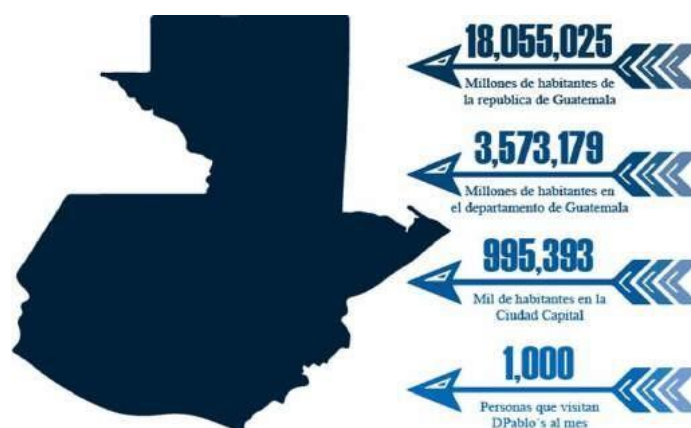 18,055,025
Millones de habitantes de
la republica de Guatemala
3,573,179
Millones de habitantes en
el departamento de Guatemala
995,393
Mil de habitantes en la
Ciudad Capital
1,000
Personas que visitan
DPablo´s al mes